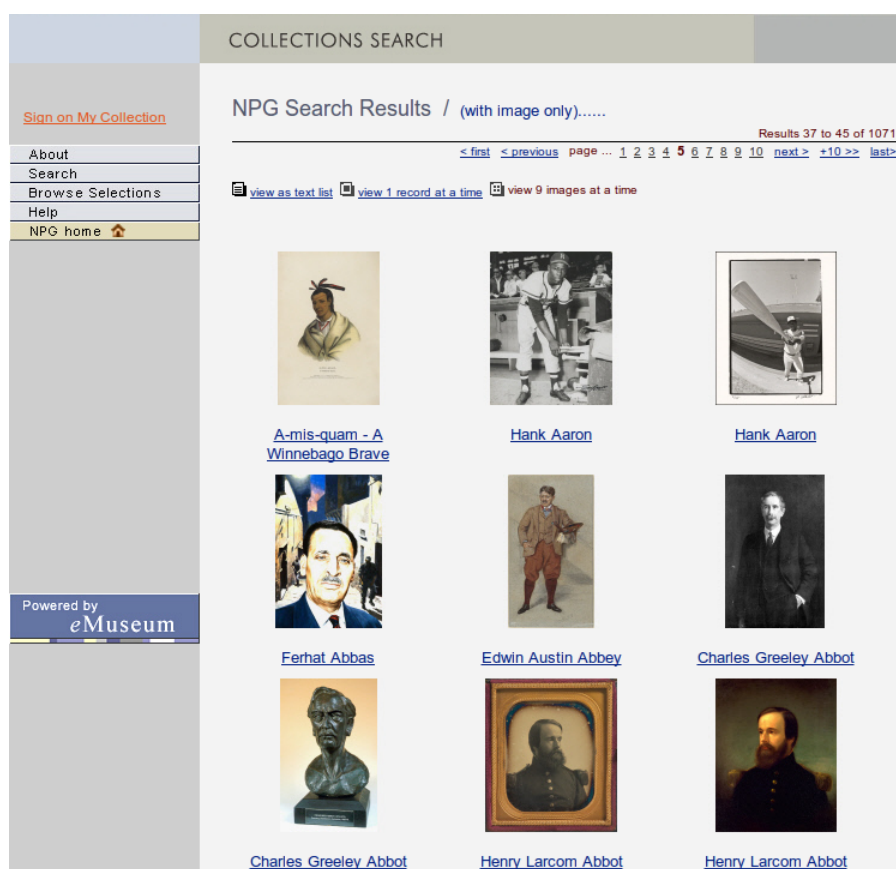 COLLECTIONS SEARCH
Sign on My Collection
About
Search
Browse Selections
Help
NPG home
Powered by
eMuseum
NPG Search Results / (with image only)......
Results 37 to 45 of 1071
< first < previous page ... 1 2 3 4 5 6 7 8 9 10 next > +10 >> last>
view as text list view 1 record at a time view 9 images at a time
A-mis-quam - A
Winnebago Brave
Hank Aaron
Hank Aaron
Ferhat Abbas
Edwin Austin Abbey
Charles Greeley Abbot
Charles Greeley Abbot
Henry Larcom Abbot
Henry Larcom Abbot